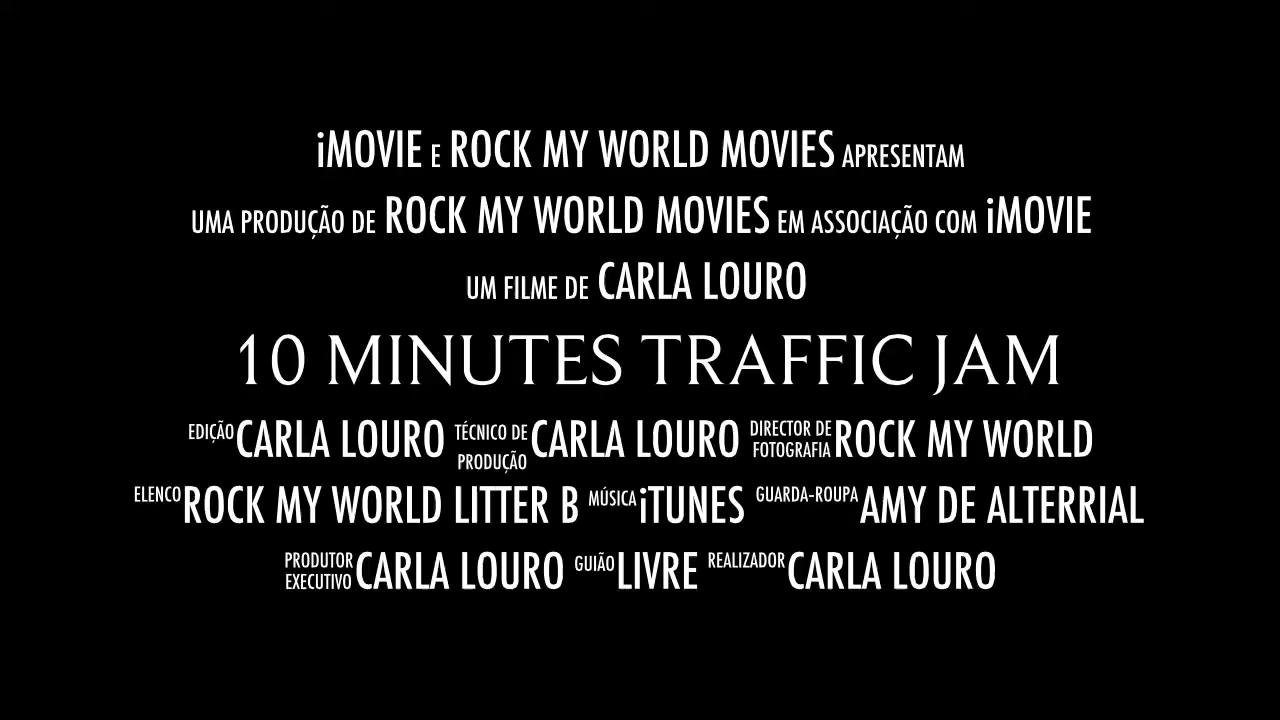 iMOVIE E ROCK MY WORLD MOVIES APRESENTAM
UMA PRODUÇÃO DE ROCK MY WORLD MOVIES EM ASSOCIAÇÃO COM iMOVIE
UM FILME DE CARLA LOURO
10 MINUTES TRAFFIC JAM
EDIÇÃO CARLA LOURO TÉCNICO DE PRODUÇÃO CARLA LOURO DIRECTOR DE FOTOGRAFIA ROCK MY WORLD
ELENCO ROCK MY WORLD LITTER B MÚSICA iTUNES GUARDA-ROUPA AMY DE ALTERRIAL
PRODUTOR EXECUTIVO CARLA LOURO GUIÃO LIVRE REALIZADOR CARLA LOURO